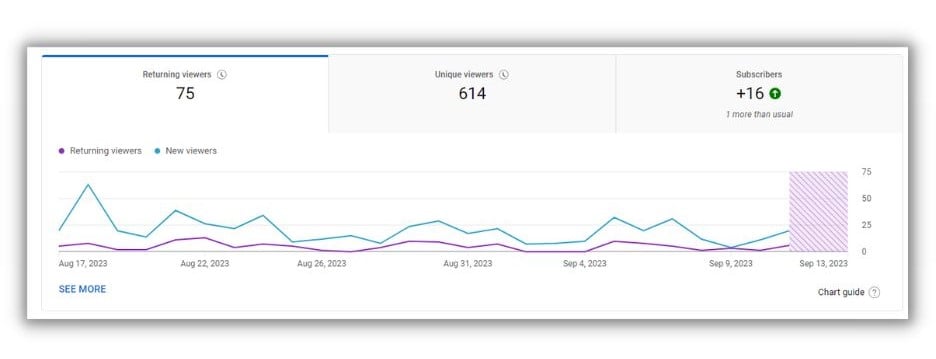 Returning viewers
75
Unique viewers
614
Subscribers
+16
1 more than usual
Returning viewers New viewers
75
50
25
0
Aug 17, 2023 Aug 22, 2023 Aug 26, 2023 Aug 31, 2023 Sep 4, 2023 Sep 9, 2023 Sep 13, 2023
SEE MORE
Chart guide ?